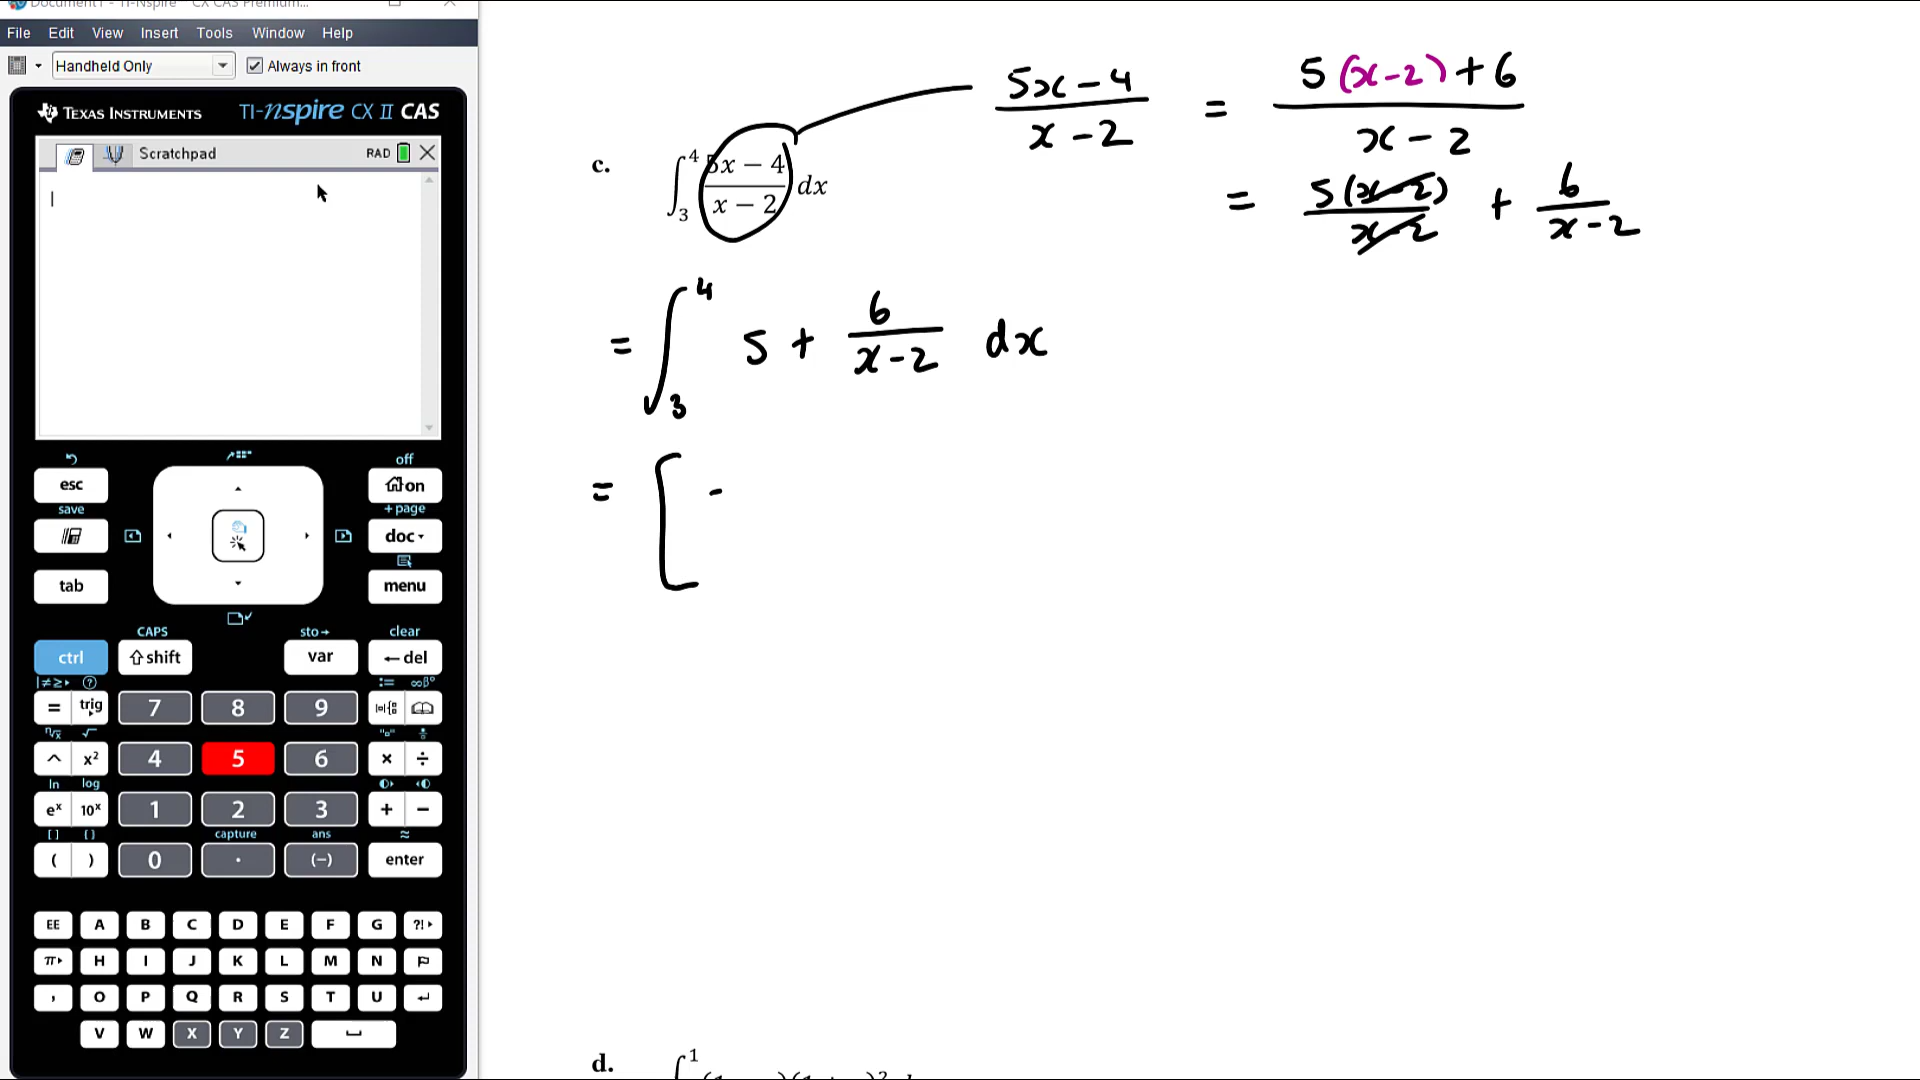 Document1 - TI-Nspire™ CX CAS Premium...
File Edit View Insert Tools Window Help
Handheld Only Always in front
TEXAS INSTRUMENTS TI-nspire CX II CAS
Scratchpad RAD
off
esc on
save + page
doc
tab menu
CAPS sto→ clear
ctrl ⇧shift var ←del
|≠≥▸ ? := ∞β°
= trig 7 8 9 |□|{
ⁿ√x √ "□"
^ x² 4 5 6 × ÷
ln log
eˣ 10ˣ 1 2 3 + −
[ ] { } capture ans ≈
( ) 0 . (−) enter
EE A B C D E F G ?!▸
π▸ H I J K L M N
, O P Q R S T U ↵
V W X Y Z
(5x − 4)/(x − 2) = (5(x−2)+6)/(x − 2)
c. ∫₃⁴ (5x − 4)/(x − 2) dx
= 5(x−2)/(x−2) + 6/(x−2)
= ∫₃⁴ 5 + 6/(x−2) dx
= [ -
d. ∫ 1